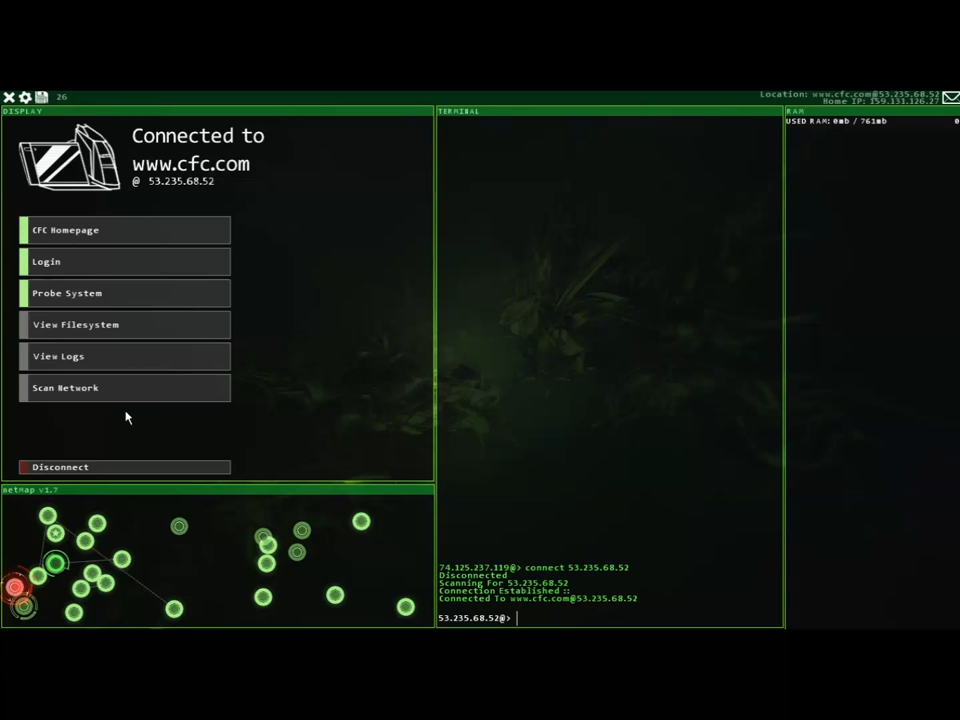 26
Location: www.cfc.com@53.235.68.52
Home IP: 159.131.126.27
DISPLAY
Connected to
www.cfc.com
@ 53.235.68.52
CFC Homepage
Login
Probe System
View Filesystem
View Logs
Scan Network
Disconnect
netMap v1.7
TERMINAL
74.125.237.119@> connect 53.235.68.52
Disconnected
Scanning For 53.235.68.52
Connection Established ::
Connected To www.cfc.com@53.235.68.52
53.235.68.52@>
RAM
USED RAM: 0mb / 761mb
0